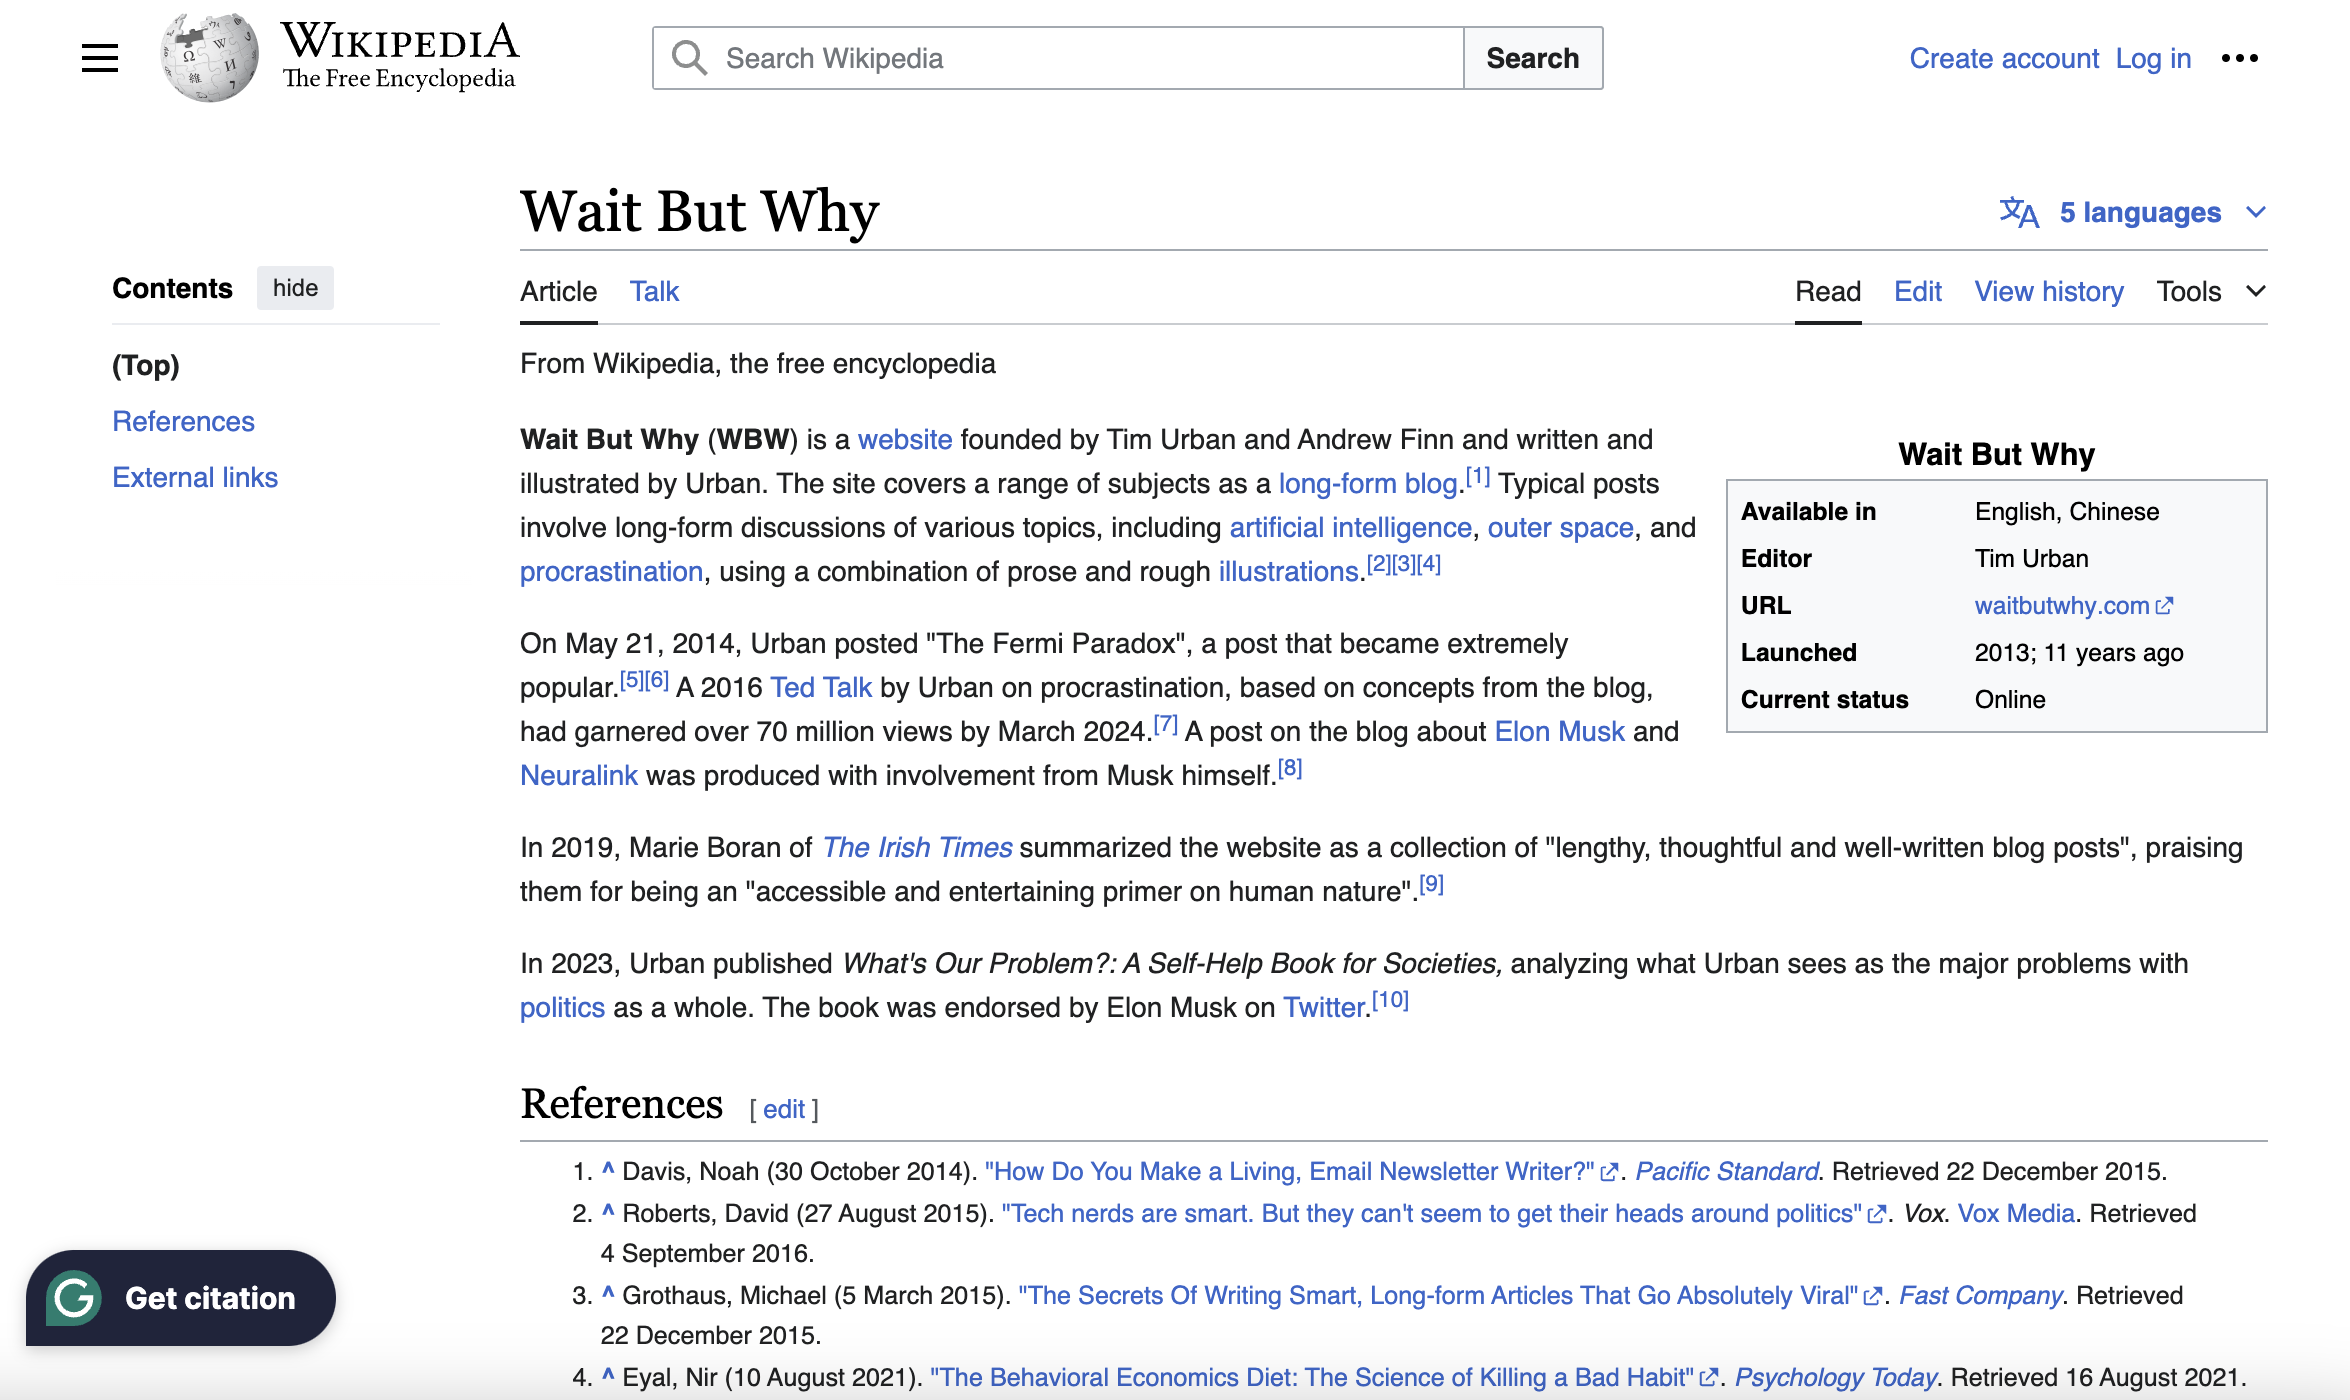 WIKIPEDIA
The Free Encyclopedia
Search Wikipedia
Search
Create account Log in
Wait But Why
5 languages
Contents hide
(Top)
References
External links
Article Talk
Read Edit View history Tools
From Wikipedia, the free encyclopedia
Wait But Why (WBW) is a website founded by Tim Urban and Andrew Finn and written and
illustrated by Urban. The site covers a range of subjects as a long-form blog.[1] Typical posts
involve long-form discussions of various topics, including artificial intelligence, outer space, and
procrastination, using a combination of prose and rough illustrations.[2][3][4]
On May 21, 2014, Urban posted "The Fermi Paradox", a post that became extremely
popular.[5][6] A 2016 Ted Talk by Urban on procrastination, based on concepts from the blog,
had garnered over 70 million views by March 2024.[7] A post on the blog about Elon Musk and
Neuralink was produced with involvement from Musk himself.[8]
Wait But Why
Available in English, Chinese
Editor Tim Urban
URL waitbutwhy.com
Launched 2013; 11 years ago
Current status Online
In 2019, Marie Boran of The Irish Times summarized the website as a collection of "lengthy, thoughtful and well-written blog posts", praising
them for being an "accessible and entertaining primer on human nature".[9]
In 2023, Urban published What's Our Problem?: A Self-Help Book for Societies, analyzing what Urban sees as the major problems with
politics as a whole. The book was endorsed by Elon Musk on Twitter.[10]
References [ edit ]
1. ^ Davis, Noah (30 October 2014). "How Do You Make a Living, Email Newsletter Writer?". Pacific Standard. Retrieved 22 December 2015.
2. ^ Roberts, David (27 August 2015). "Tech nerds are smart. But they can't seem to get their heads around politics". Vox. Vox Media. Retrieved
4 September 2016.
3. ^ Grothaus, Michael (5 March 2015). "The Secrets Of Writing Smart, Long-form Articles That Go Absolutely Viral". Fast Company. Retrieved
22 December 2015.
4. ^ Eyal, Nir (10 August 2021). "The Behavioral Economics Diet: The Science of Killing a Bad Habit". Psychology Today. Retrieved 16 August 2021.
Get citation